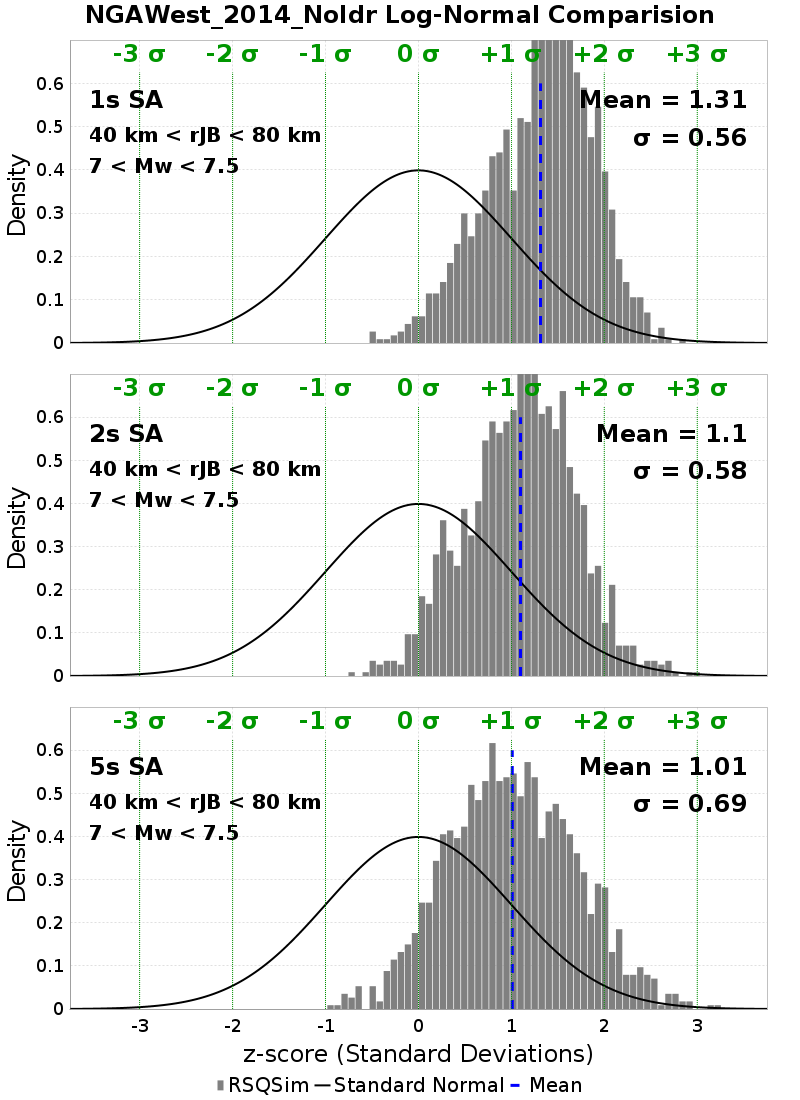 NGAWest_2014_NoIdr Log-Normal Comparision
-3 σ -2 σ -1 σ 0 σ +1 σ +2 σ +3 σ
1s SA
Mean = 1.31
40 km < rJB < 80 km
σ = 0.56
7 < Mw < 7.5
0.6
0.5
0.4
0.3
0.2
0.1
0
Density
-3 σ -2 σ -1 σ 0 σ +1 σ +2 σ +3 σ
2s SA
Mean = 1.1
40 km < rJB < 80 km
σ = 0.58
7 < Mw < 7.5
0.6
0.5
0.4
0.3
0.2
0.1
0
Density
-3 σ -2 σ -1 σ 0 σ +1 σ +2 σ +3 σ
5s SA
Mean = 1.01
40 km < rJB < 80 km
σ = 0.69
7 < Mw < 7.5
0.6
0.5
0.4
0.3
0.2
0.1
0
Density
-3 -2 -1 0 1 2 3
z-score (Standard Deviations)
RSQSim Standard Normal Mean